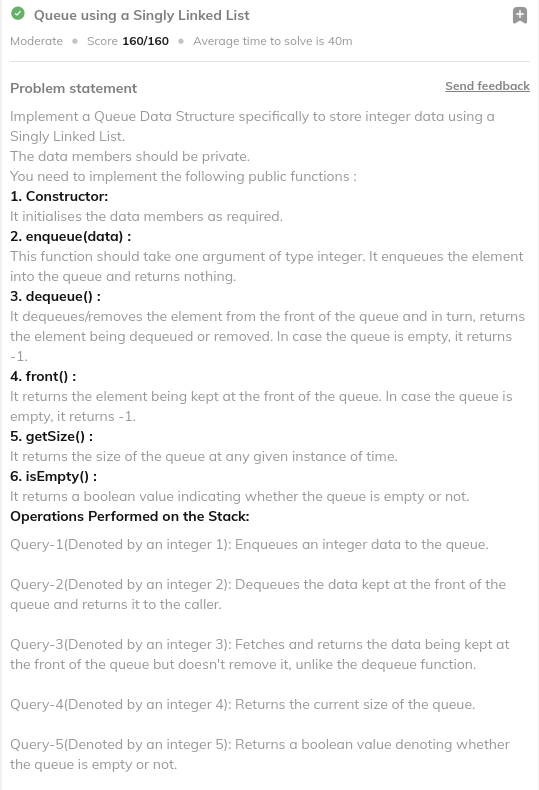 Queue using a Singly Linked List
Moderate • Score 160/160 • Average time to solve is 40m
Problem statement
Send feedback
Implement a Queue Data Structure specifically to store integer data using a
Singly Linked List.
The data members should be private.
You need to implement the following public functions :
1. Constructor:
It initialises the data members as required.
2. enqueue(data) :
This function should take one argument of type integer. It enqueues the element
into the queue and returns nothing.
3. dequeue() :
It dequeues/removes the element from the front of the queue and in turn, returns
the element being dequeued or removed. In case the queue is empty, it returns
-1.
4. front() :
It returns the element being kept at the front of the queue. In case the queue is
empty, it returns -1.
5. getSize() :
It returns the size of the queue at any given instance of time.
6. isEmpty() :
It returns a boolean value indicating whether the queue is empty or not.
Operations Performed on the Stack:
Query-1(Denoted by an integer 1): Enqueues an integer data to the queue.
Query-2(Denoted by an integer 2): Dequeues the data kept at the front of the
queue and returns it to the caller.
Query-3(Denoted by an integer 3): Fetches and returns the data being kept at
the front of the queue but doesn't remove it, unlike the dequeue function.
Query-4(Denoted by an integer 4): Returns the current size of the queue.
Query-5(Denoted by an integer 5): Returns a boolean value denoting whether
the queue is empty or not.